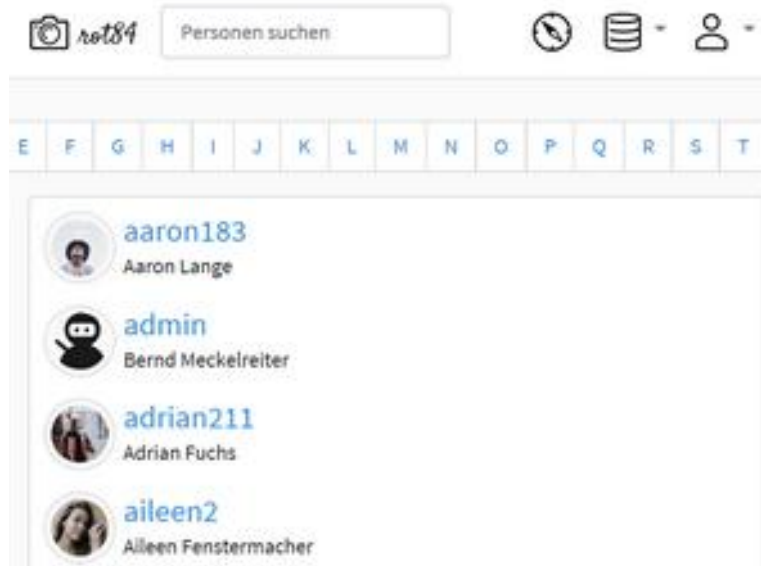 rot84 Personen suchen
E F G H I J K L M N O P Q R S T
aaron183
Aaron Lange
admin
Bernd Meckelreiter
adrian211
Adrian Fuchs
aileen2
Aileen Fenstermacher